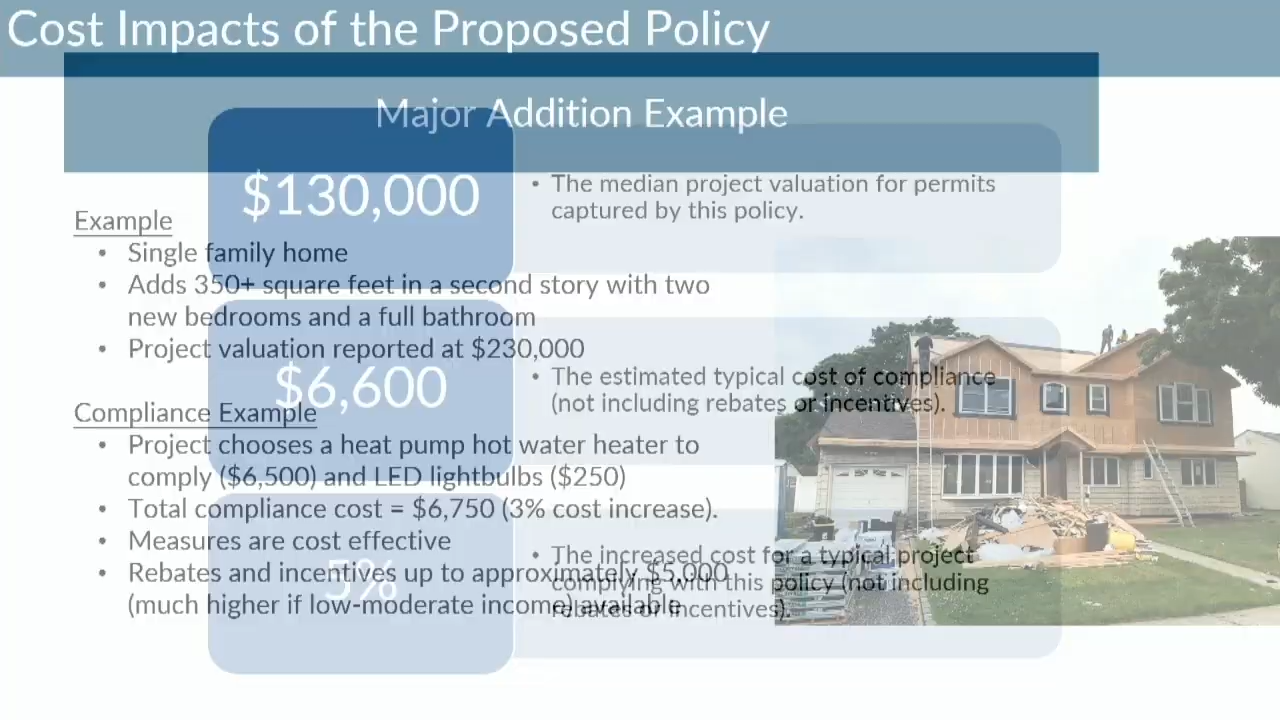 Cost Impacts of the Proposed Policy
Major Addition Example
$130,000
• The median project valuation for permits
captured by this policy.
$6,600
• The estimated typical cost of compliance
(not including rebates or incentives).
5%
• The increased cost for a typical project
complying with this policy (not including
rebates or incentives).
Example
• Single family home
• Adds 350+ square feet in a second story with two
new bedrooms and a full bathroom
• Project valuation reported at $230,000
Compliance Example
• Project chooses a heat pump hot water heater to
comply ($6,500) and LED lightbulbs ($250)
• Total compliance cost = $6,750 (3% cost increase).
• Measures are cost effective
• Rebates and incentives up to approximately $5,000
(much higher if low-moderate income) available